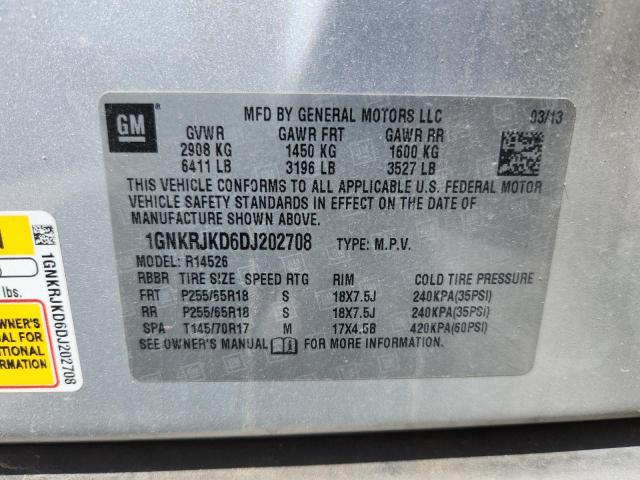 GM ®
MFD BY GENERAL MOTORS LLC 03/13
GVWR GAWR FRT GAWR RR
2908 KG 1450 KG 1600 KG
6411 LB 3196 LB 3527 LB
THIS VEHICLE CONFORMS TO ALL APPLICABLE U.S. FEDERAL MOTOR
VEHICLE SAFETY STANDARDS IN EFFECT ON THE DATE OF
MANUFACTURE SHOWN ABOVE.
1GNKRJKD6DJ202708 TYPE: M.P.V.
MODEL: R14526
RBBR TIRE SIZE SPEED RTG RIM COLD TIRE PRESSURE
FRT P255/65R18 S 18X7.5J 240KPA(35PSI)
RR P255/65R18 S 18X7.5J 240KPA(35PSI)
SPA T145/70R17 M 17X4.5B 420KPA(60PSI)
SEE OWNER'S MANUAL FOR MORE INFORMATION.
1GNKRJKD6DJ202708
lbs.
OWNER'S
AL FOR
ITIONAL
MATION